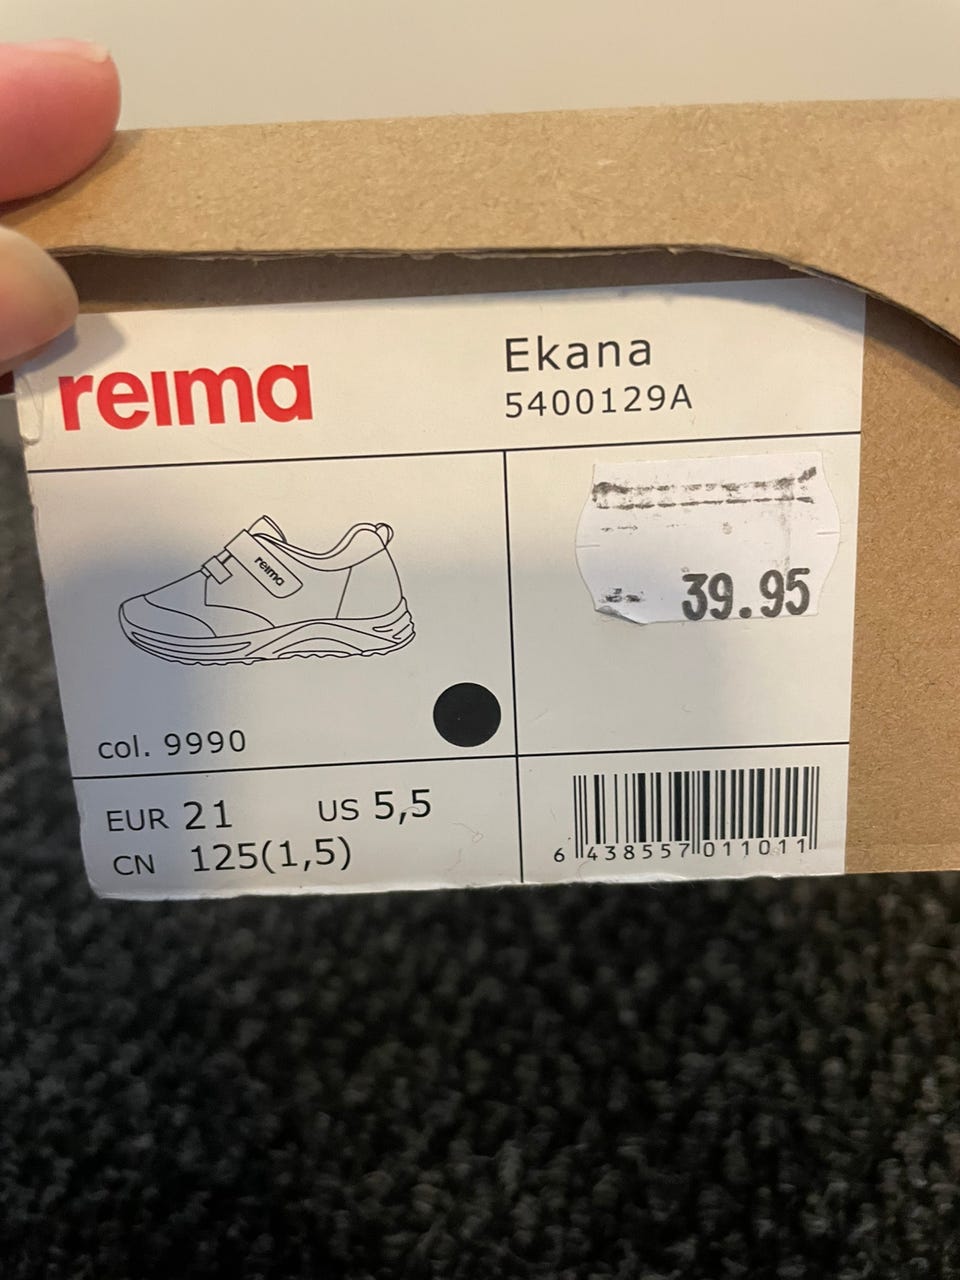 reima
Ekana
5400129A
reima
39.95
col. 9990
EUR 21 US 5,5
CN 125(1,5)
6 438557 011011